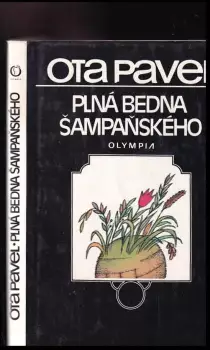 OTA PAVEL
PLNÁ BEDNA
ŠAMPAŇSKÉHO
OLYMPIA
OTA PAVEL • PLNÁ BEDNA ŠAMPAŇSKÉHO